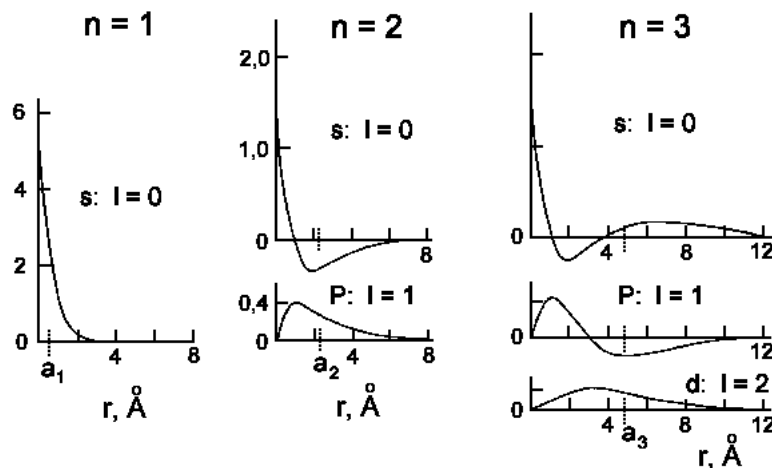 n = 1
6
4
2
0
s: l = 0
a1
4
8
r, Å
n = 2
2,0
1,0
0
s: l = 0
8
0,4
0
P: l = 1
a2
4
8
r, Å
n = 3
s: l = 0
0
4
8
12
P: l = 1
0
4
8
12
d: l = 2
0
4
a3
8
12
r, Å